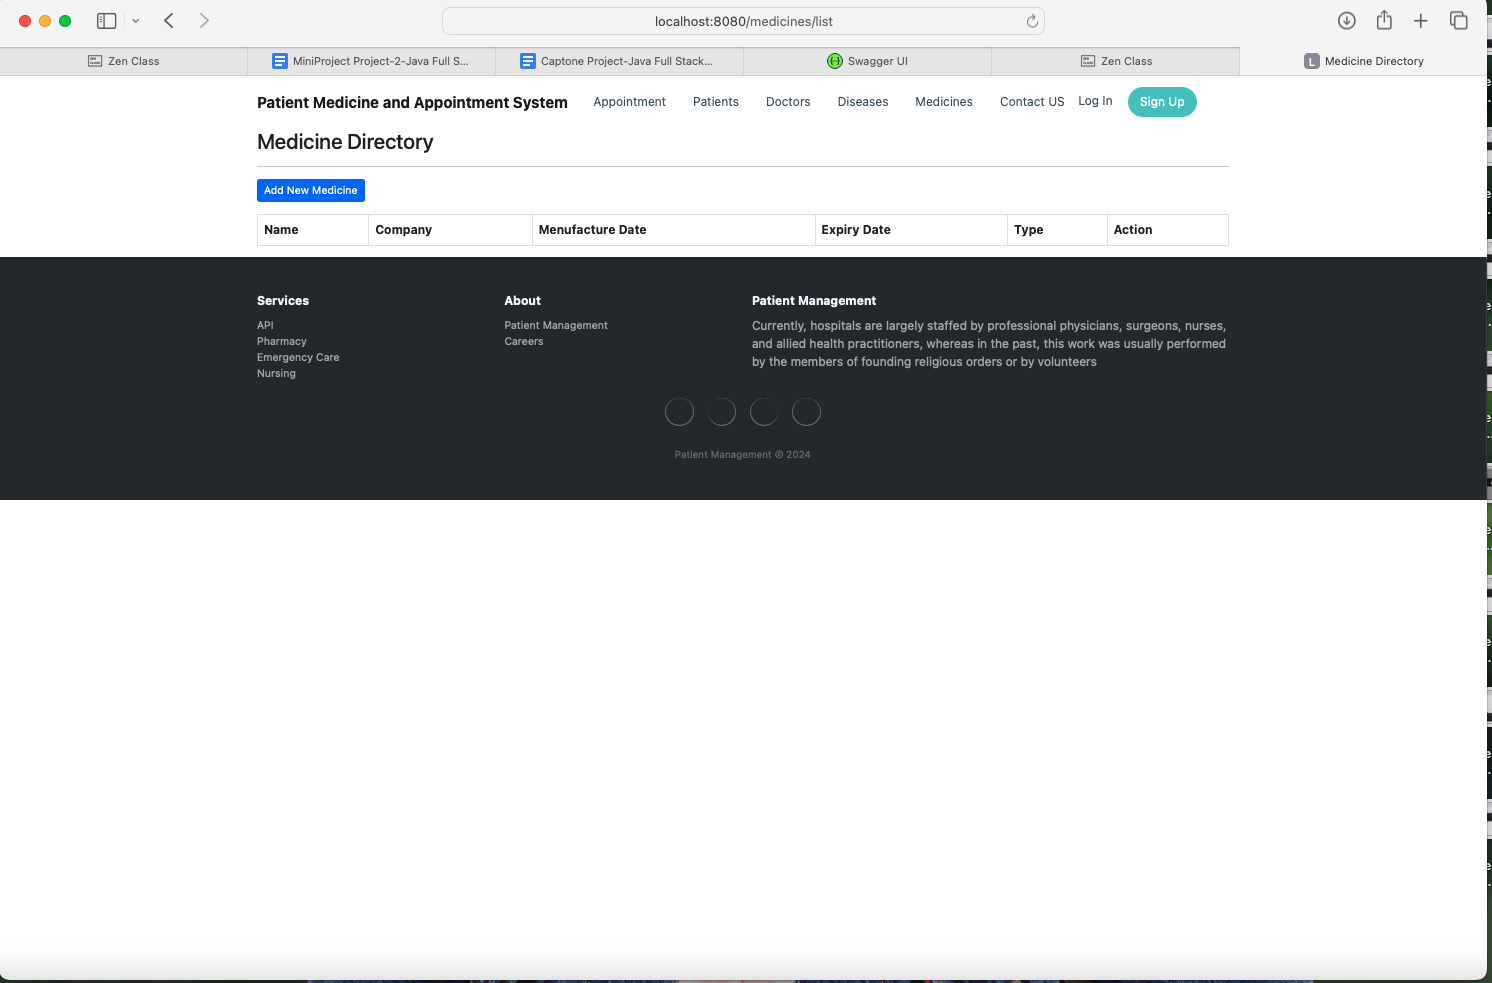 localhost:8080/medicines/list
Zen Class
MiniProject Project-2-Java Full S...
Captone Project-Java Full Stack...
Swagger UI
Zen Class
L Medicine Directory
Patient Medicine and Appointment System Appointment Patients Doctors Diseases Medicines Contact US Log In Sign Up
Medicine Directory
Add New Medicine
Name Company Menufacture Date Expiry Date Type Action
Services
API
Pharmacy
Emergency Care
Nursing
About
Patient Management
Careers
Patient Management
Currently, hospitals are largely staffed by professional physicians, surgeons, nurses,
and allied health practitioners, whereas in the past, this work was usually performed
by the members of founding religious orders or by volunteers
Patient Management © 2024